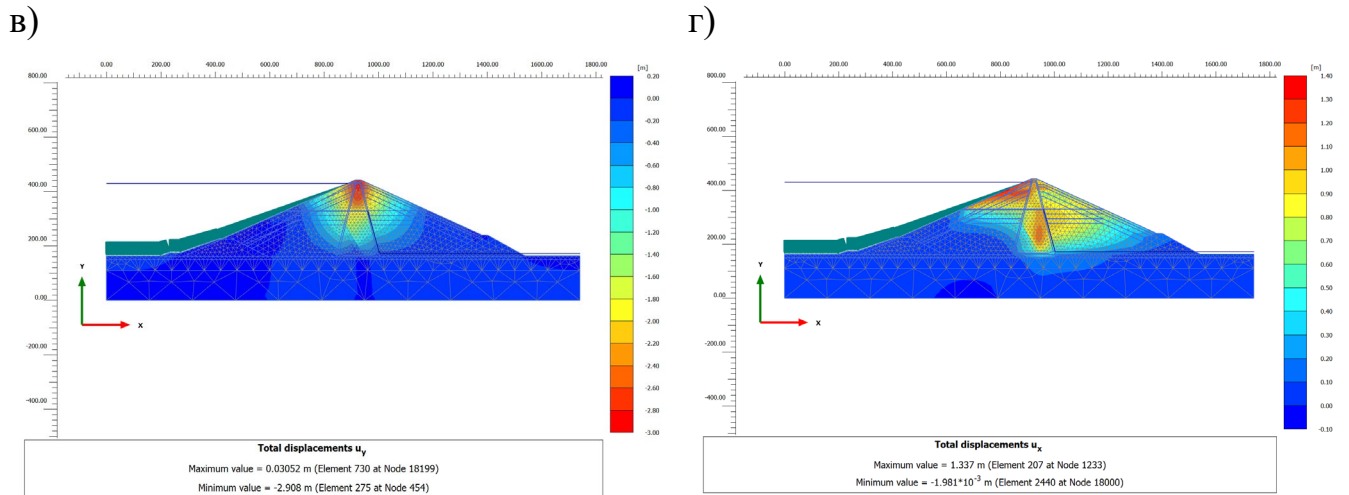 в)
г)
0.00 200.00 400.00 600.00 800.00 1000.00 1200.00 1400.00 1600.00 1800.00
[m]
800.00
600.00
400.00
200.00
0.00
-200.00
-400.00
Y
X
0.20
0.00
-0.20
-0.40
-0.60
-0.80
-1.00
-1.20
-1.40
-1.60
-1.80
-2.00
-2.20
-2.40
-2.60
-2.80
-3.00
Total displacements uy
Maximum value = 0.03052 m (Element 730 at Node 18199)
Minimum value = -2.908 m (Element 275 at Node 454)
0.00 200.00 400.00 600.00 800.00 1000.00 1200.00 1400.00 1600.00 1800.00
[m]
800.00
600.00
400.00
200.00
0.00
-200.00
-400.00
Y
X
1.40
1.30
1.20
1.10
1.00
0.90
0.80
0.70
0.60
0.50
0.40
0.30
0.20
0.10
0.00
-0.10
Total displacements ux
Maximum value = 1.337 m (Element 207 at Node 1233)
Minimum value = -1.981*10-3 m (Element 2440 at Node 18000)